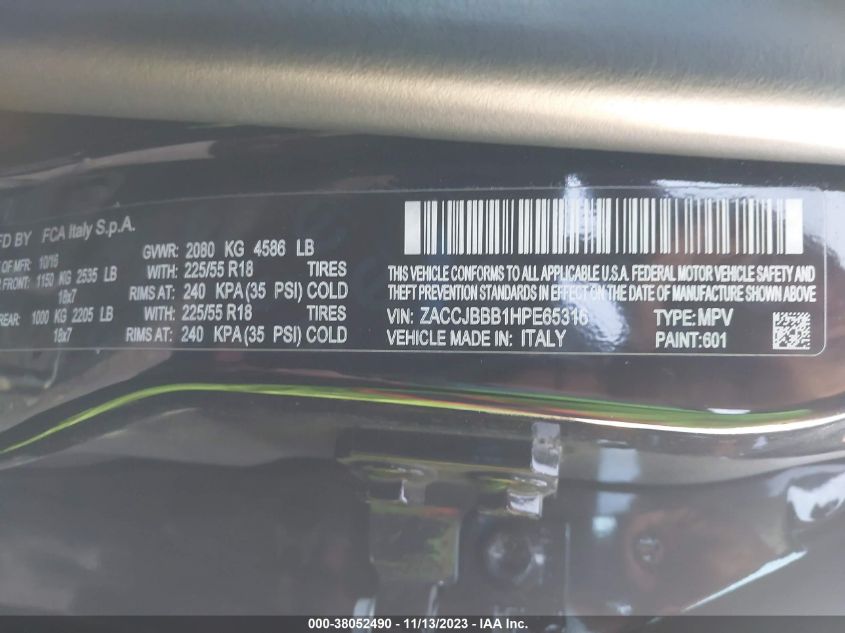 FD BY FCA Italy S.p.A.
OF MFR: 10/16 GVWR: 2080 KG 4586 LB
FRONT: 1150 KG 2535 LB WITH: 225/55 R18 TIRES
18x7 RIMS AT: 240 KPA(35 PSI) COLD
REAR: 1000 KG 2205 LB WITH: 225/55 R18 TIRES
18x7 RIMS AT: 240 KPA(35 PSI) COLD
THIS VEHICLE CONFORMS TO ALL APPLICABLE U.S.A. FEDERAL MOTOR VEHICLE SAFETY AND
THEFT PREVENTION STANDARDS IN EFFECT ON THE DATE OF MANUFACTURE SHOWN ABOVE.
VIN: ZACCJBBB1HPE65316 TYPE: MPV
VEHICLE MADE IN: ITALY PAINT: 601
000-38052490 - 11/13/2023 - IAA Inc.